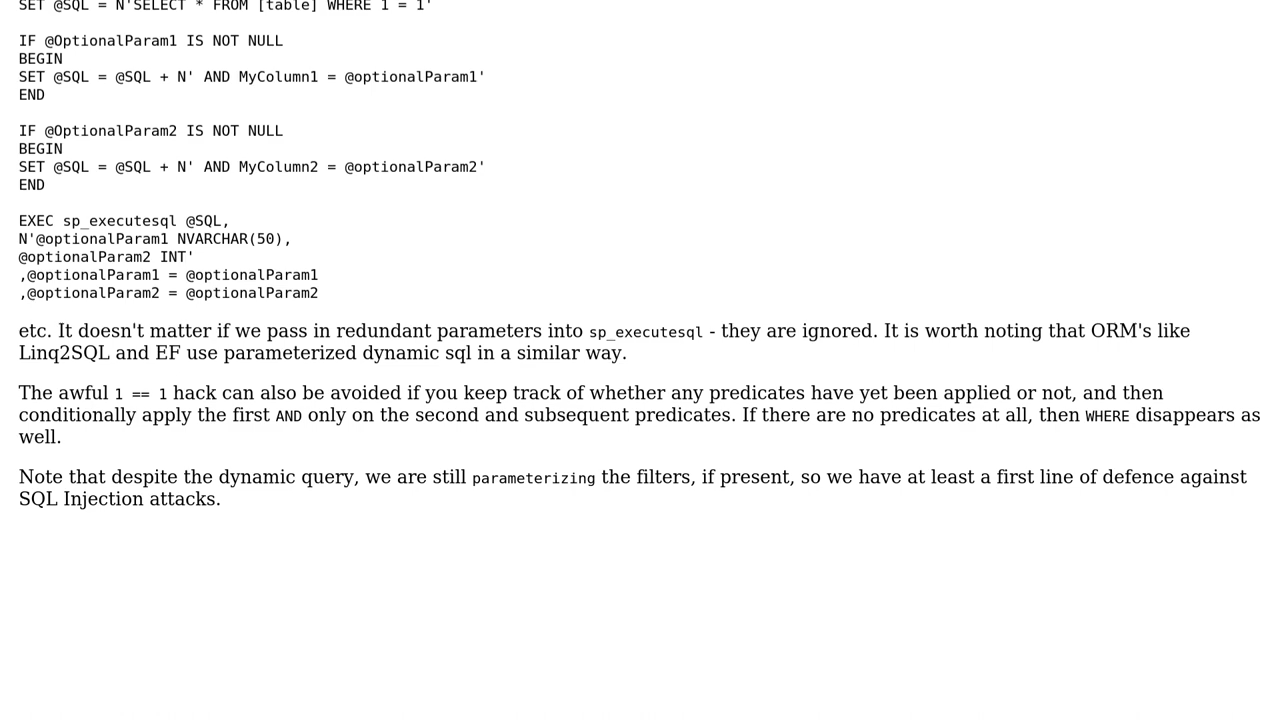 SET @SQL = N'SELECT * FROM [table] WHERE 1 = 1'
IF @OptionalParam1 IS NOT NULL
BEGIN
SET @SQL = @SQL + N' AND MyColumn1 = @optionalParam1'
END
IF @OptionalParam2 IS NOT NULL
BEGIN
SET @SQL = @SQL + N' AND MyColumn2 = @optionalParam2'
END
EXEC sp_executesql @SQL,
N'@optionalParam1 NVARCHAR(50),
@optionalParam2 INT'
,@optionalParam1 = @optionalParam1
,@optionalParam2 = @optionalParam2
etc. It doesn't matter if we pass in redundant parameters into sp_executesql - they are ignored. It is worth noting that ORM's like
Linq2SQL and EF use parameterized dynamic sql in a similar way.
The awful 1 == 1 hack can also be avoided if you keep track of whether any predicates have yet been applied or not, and then
conditionally apply the first AND only on the second and subsequent predicates. If there are no predicates at all, then WHERE disappears as
well.
Note that despite the dynamic query, we are still parameterizing the filters, if present, so we have at least a first line of defence against
SQL Injection attacks.